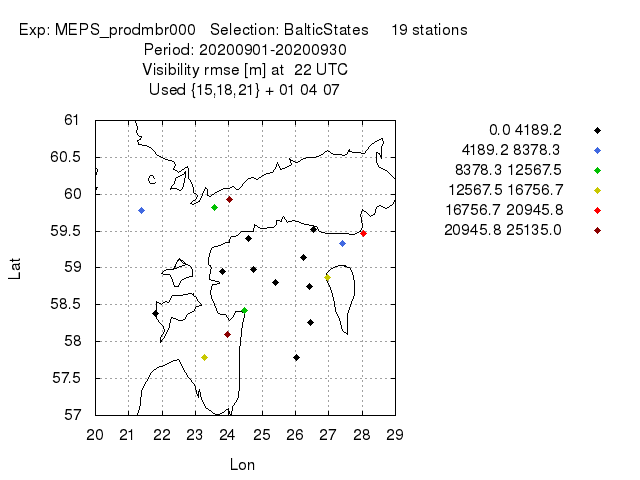 Exp: MEPS_prodmbr000 Selection: BalticStates 19 stations
Period: 20200901-20200930
Visibility rmse [m] at 22 UTC
Used {15,18,21} + 01 04 07
61
60.5
60
59.5
59
58.5
58
57.5
57
20 21 22 23 24 25 26 27 28 29
Lat
Lon
0.0 4189.2
4189.2 8378.3
8378.3 12567.5
12567.5 16756.7
16756.7 20945.8
20945.8 25135.0